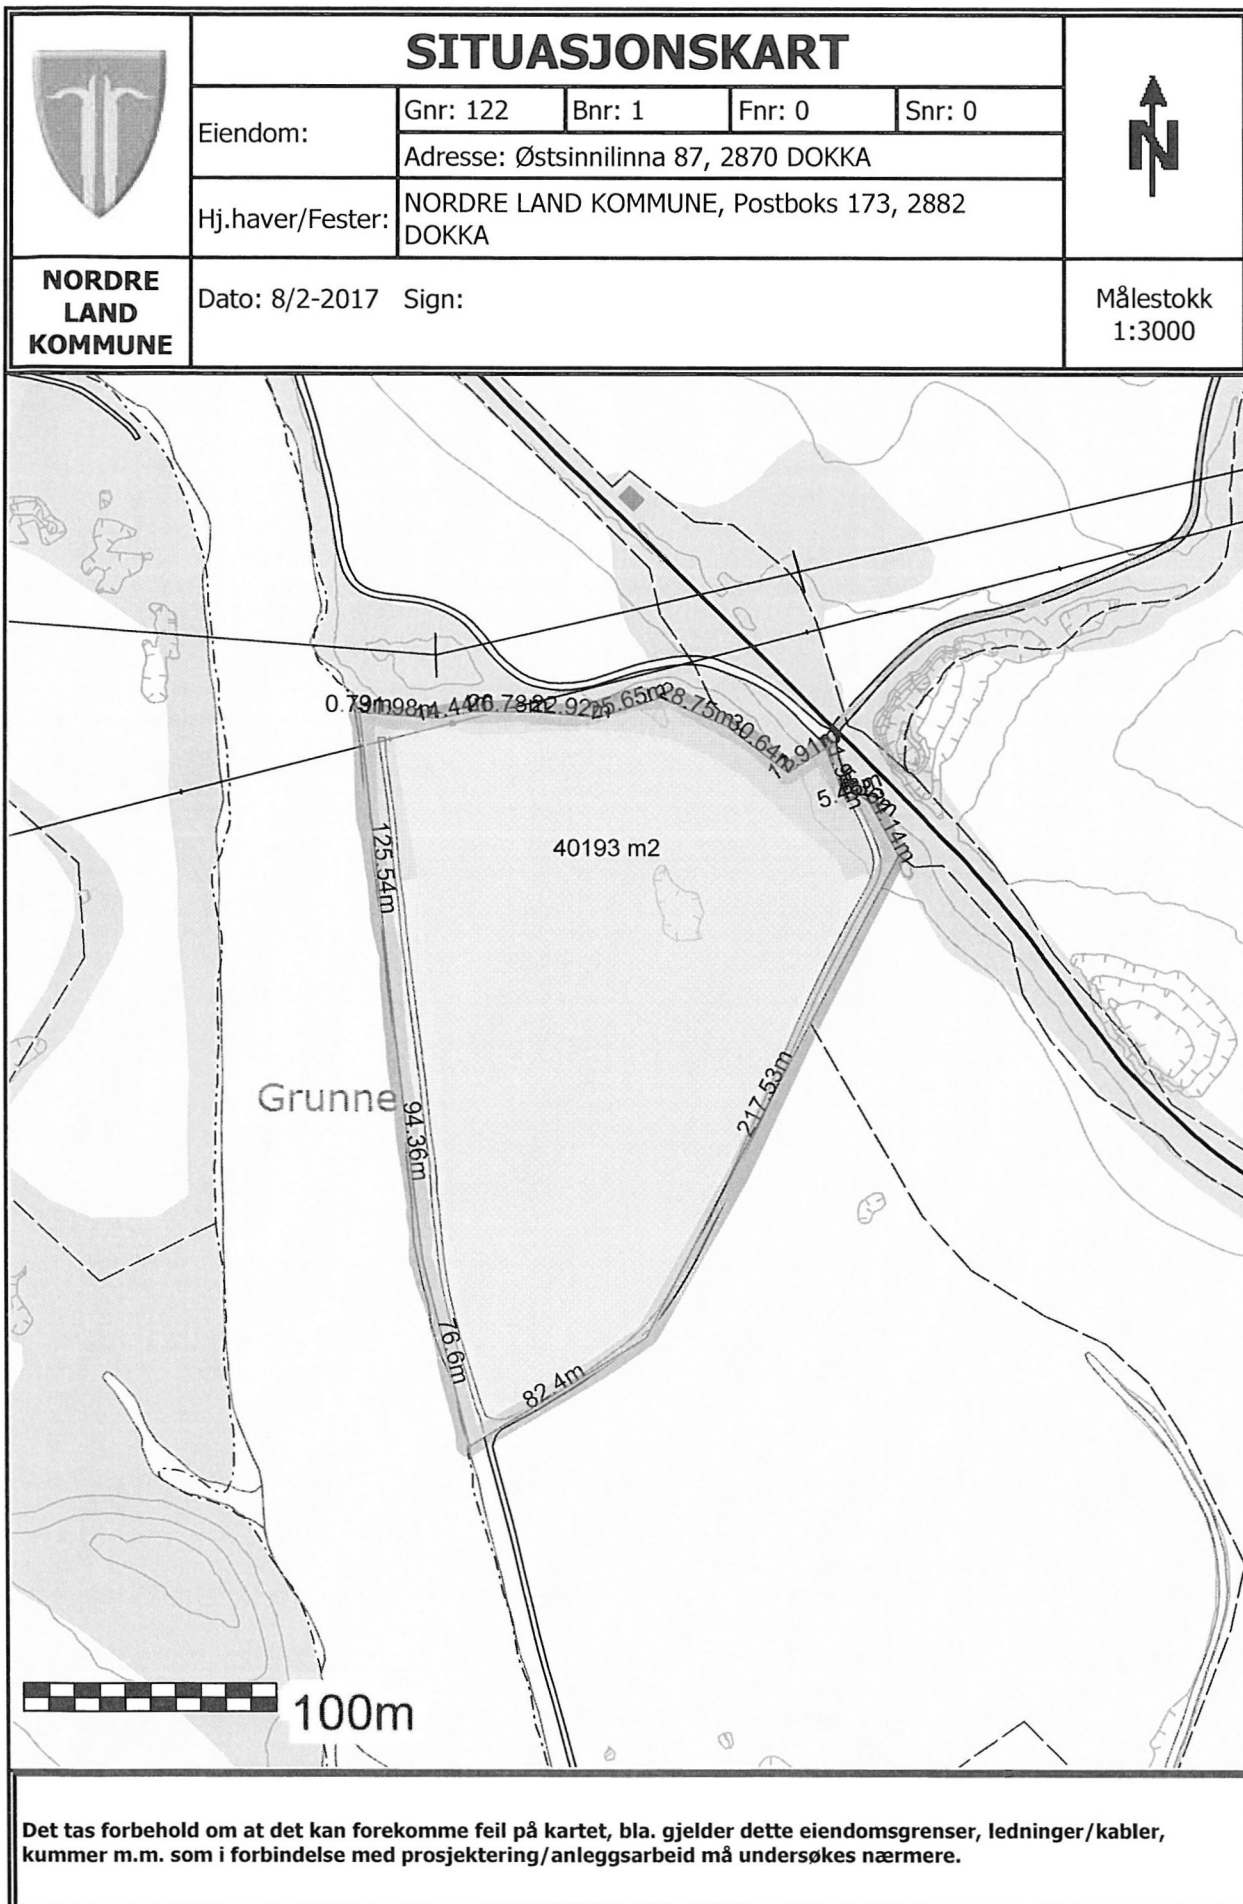 SITUASJONSKART
Eiendom:
Gnr: 122
Bnr: 1
Fnr: 0
Snr: 0
Adresse: Østsinnilinna 87, 2870 DOKKA
Hj.haver/Fester:
NORDRE LAND KOMMUNE, Postboks 173, 2882
DOKKA
N
NORDRE
LAND
KOMMUNE
Dato: 8/2-2017 Sign:
Målestokk
1:3000
0.79m
25.65m
28.75m
30.64m
125.54m
40193 m2
217.53m
Grunne
94.36m
76.6m
82.4m
100m
Det tas forbehold om at det kan forekomme feil på kartet, bla. gjelder dette eiendomsgrenser, ledninger/kabler,
kummer m.m. som i forbindelse med prosjektering/anleggsarbeid må undersøkes nærmere.